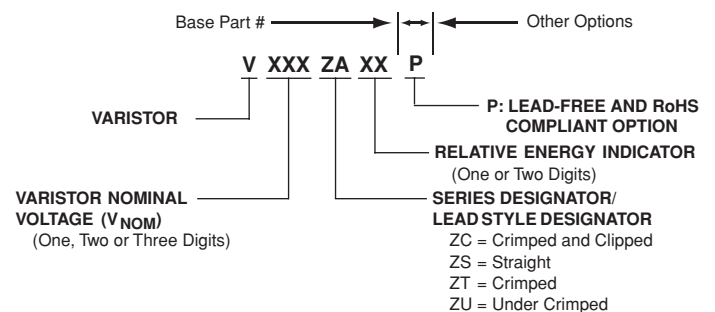 Base Part #
Other Options
V XXX ZA XX P
VARISTOR
P: LEAD-FREE AND RoHS
COMPLIANT OPTION
RELATIVE ENERGY INDICATOR
(One or Two Digits)
VARISTOR NOMINAL
VOLTAGE (VNOM)
(One, Two or Three Digits)
SERIES DESIGNATOR/
LEAD STYLE DESIGNATOR
ZC = Crimped and Clipped
ZS = Straight
ZT = Crimped
ZU = Under Crimped